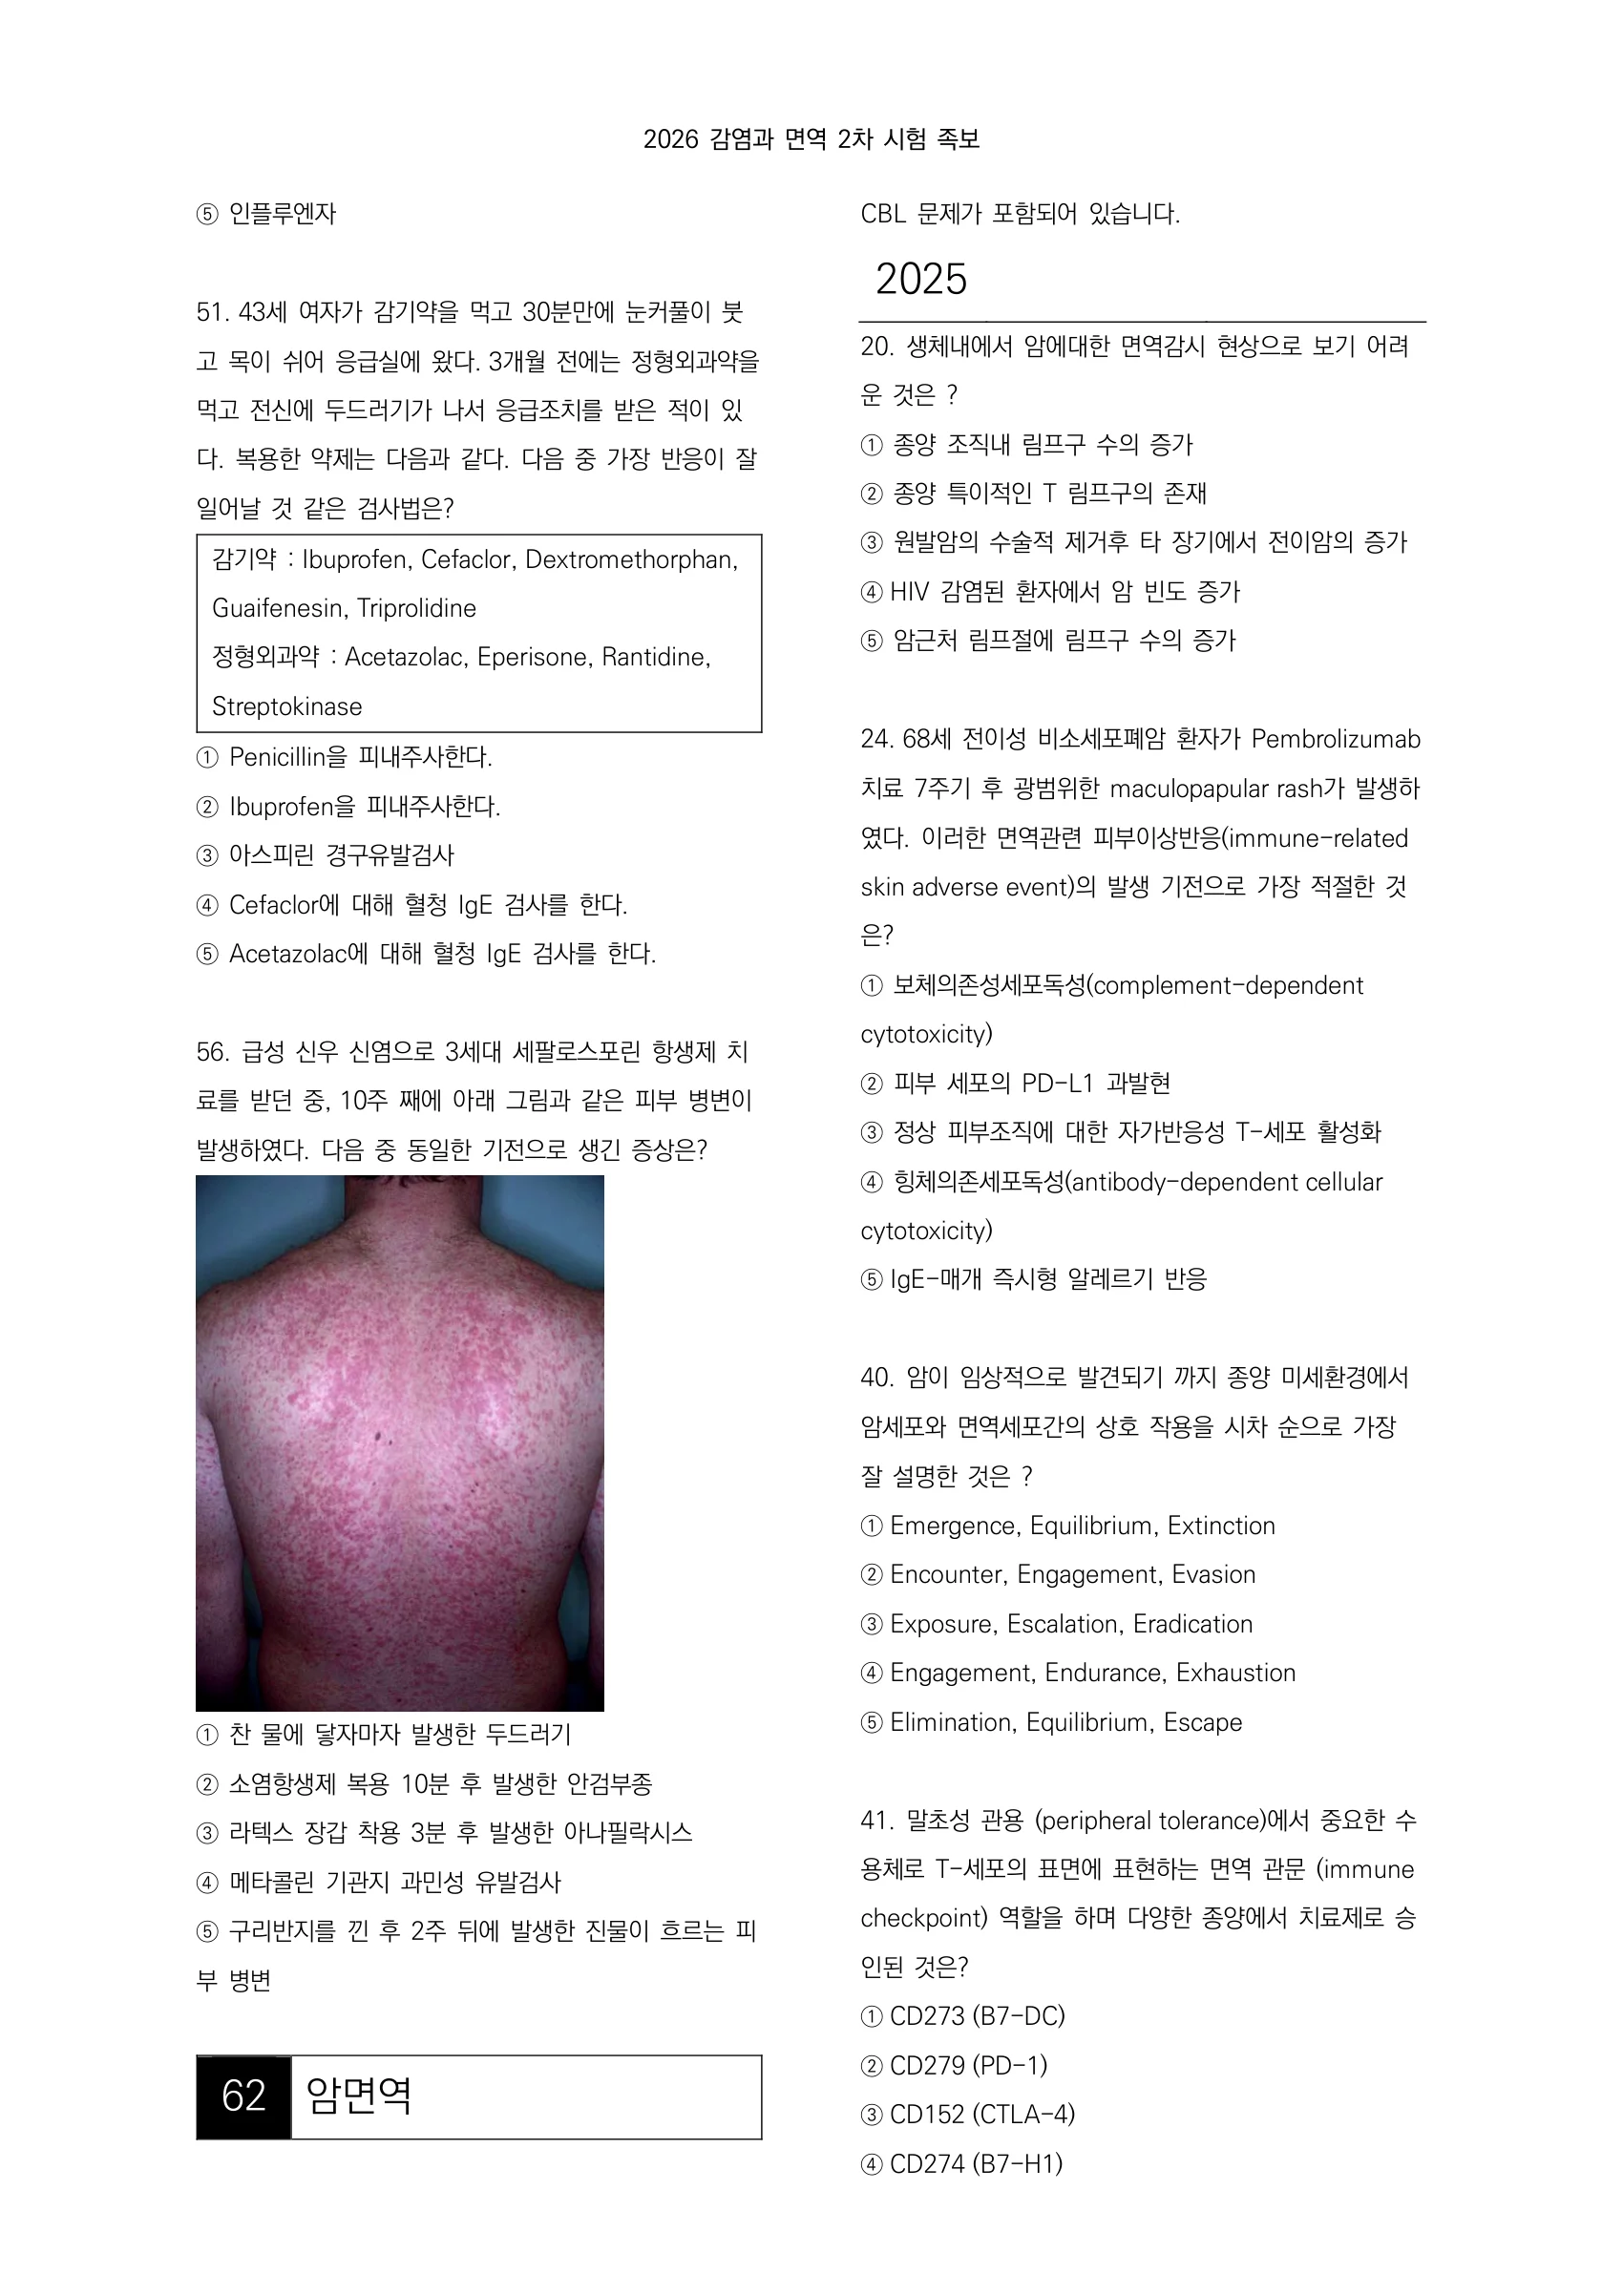 2026 감염과 면역 2차 시험 족보
⑤ 인플루엔자
51. 43세 여자가 감기약을 먹고 30분만에 눈커풀이 붓
고 목이 쉬어 응급실에 왔다. 3개월 전에는 정형외과약을
먹고 전신에 두드러기가 나서 응급조치를 받은 적이 있
다. 복용한 약제는 다음과 같다. 다음 중 가장 반응이 잘
일어날 것 같은 검사법은?
감기약 : Ibuprofen, Cefaclor, Dextromethorphan,
Guaifenesin, Triprolidine
정형외과약 : Acetazolac, Eperisone, Rantidine,
Streptokinase
① Penicillin을 피내주사한다.
② Ibuprofen을 피내주사한다.
③ 아스피린 경구유발검사
④ Cefaclor에 대해 혈청 IgE 검사를 한다.
⑤ Acetazolac에 대해 혈청 IgE 검사를 한다.
56. 급성 신우 신염으로 3세대 세팔로스포린 항생제 치
료를 받던 중, 10주 째에 아래 그림과 같은 피부 병변이
발생하였다. 다음 중 동일한 기전으로 생긴 증상은?
① 찬 물에 닿자마자 발생한 두드러기
② 소염항생제 복용 10분 후 발생한 안검부종
③ 라텍스 장갑 착용 3분 후 발생한 아나필락시스
④ 메타콜린 기관지 과민성 유발검사
⑤ 구리반지를 낀 후 2주 뒤에 발생한 진물이 흐르는 피
부 병변
62 암면역
CBL 문제가 포함되어 있습니다.
2025
20. 생체내에서 암에대한 면역감시 현상으로 보기 어려
운 것은 ?
① 종양 조직내 림프구 수의 증가
② 종양 특이적인 T 림프구의 존재
③ 원발암의 수술적 제거후 타 장기에서 전이암의 증가
④ HIV 감염된 환자에서 암 빈도 증가
⑤ 암근처 림프절에 림프구 수의 증가
24. 68세 전이성 비소세포폐암 환자가 Pembrolizumab
치료 7주기 후 광범위한 maculopapular rash가 발생하
였다. 이러한 면역관련 피부이상반응(immune-related
skin adverse event)의 발생 기전으로 가장 적절한 것
은?
① 보체의존성세포독성(complement-dependent
cytotoxicity)
② 피부 세포의 PD-L1 과발현
③ 정상 피부조직에 대한 자가반응성 T-세포 활성화
④ 힝체의존세포독성(antibody-dependent cellular
cytotoxicity)
⑤ IgE-매개 즉시형 알레르기 반응
40. 암이 임상적으로 발견되기 까지 종양 미세환경에서
암세포와 면역세포간의 상호 작용을 시차 순으로 가장
잘 설명한 것은 ?
① Emergence, Equilibrium, Extinction
② Encounter, Engagement, Evasion
③ Exposure, Escalation, Eradication
④ Engagement, Endurance, Exhaustion
⑤ Elimination, Equilibrium, Escape
41. 말초성 관용 (peripheral tolerance)에서 중요한 수
용체로 T-세포의 표면에 표현하는 면역 관문 (immune
checkpoint) 역할을 하며 다양한 종양에서 치료제로 승
인된 것은?
① CD273 (B7-DC)
② CD279 (PD-1)
③ CD152 (CTLA-4)
④ CD274 (B7-H1)